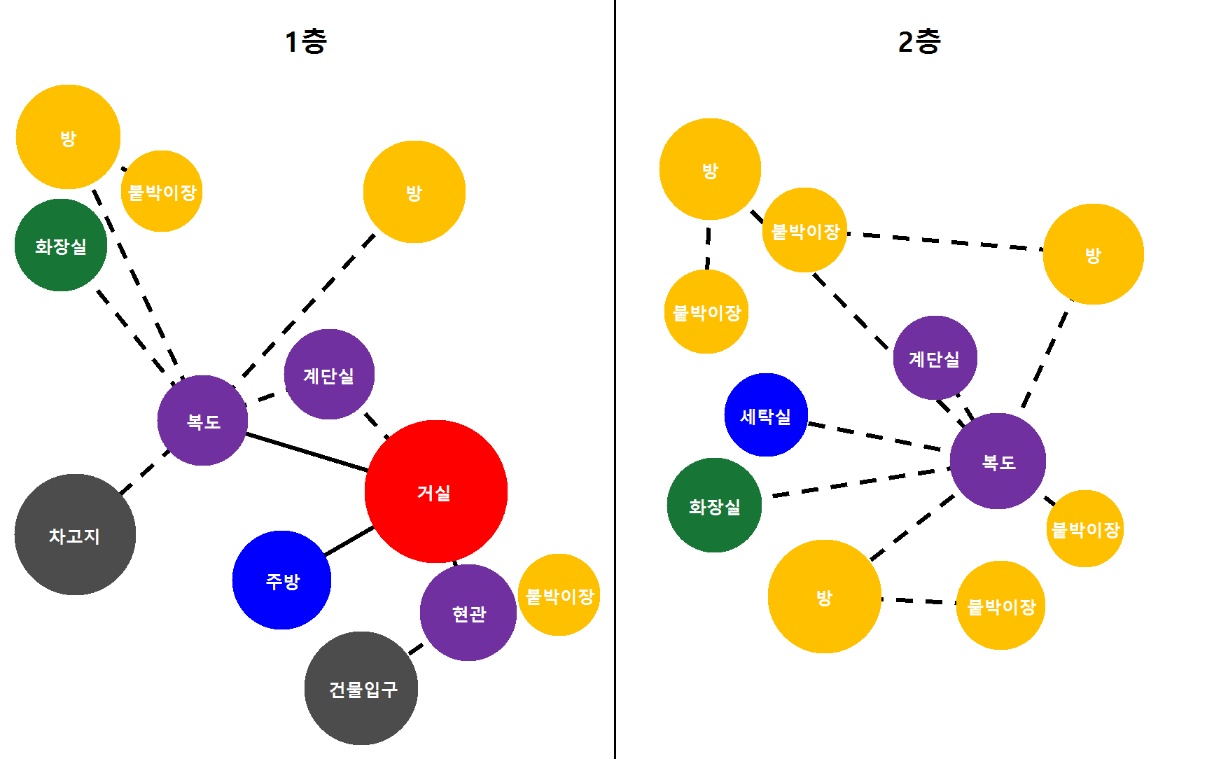 1층
방
붙박이장
방
화장실
계단실
복도
거실
차고지
주방
현관
붙박이장
건물입구
2층
방
붙박이장
방
붙박이장
계단실
세탁실
복도
화장실
붙박이장
방
붙박이장